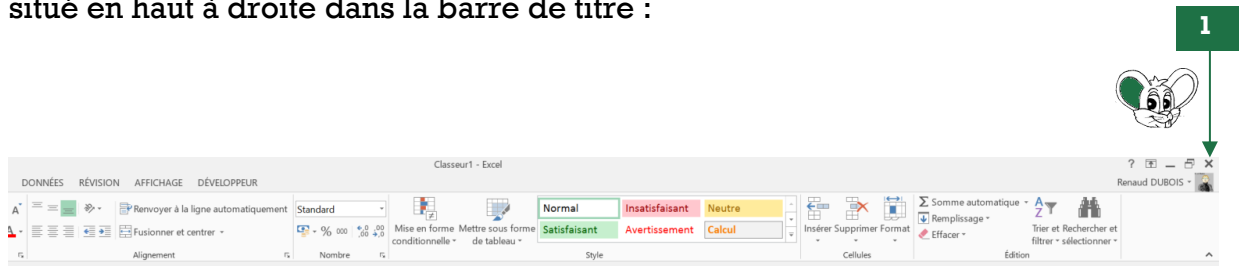 situé en haut à droite dans la barre de titre :
1
Classeur1 - Excel
?
DONNÉES RÉVISION AFFICHAGE DÉVELOPPEUR
Renaud DUBOIS
Renvoyer à la ligne automatiquement
Standard
Fusionner et centrer
% 000
Mise en forme conditionnelle
Mettre sous forme de tableau
Normal Insatisfaisant Neutre
Satisfaisant Avertissement Calcul
Insérer Supprimer Format
Σ Somme automatique
Remplissage
Effacer
Trier et filtrer
Rechercher et sélectionner
Alignement Nombre Style Cellules Édition